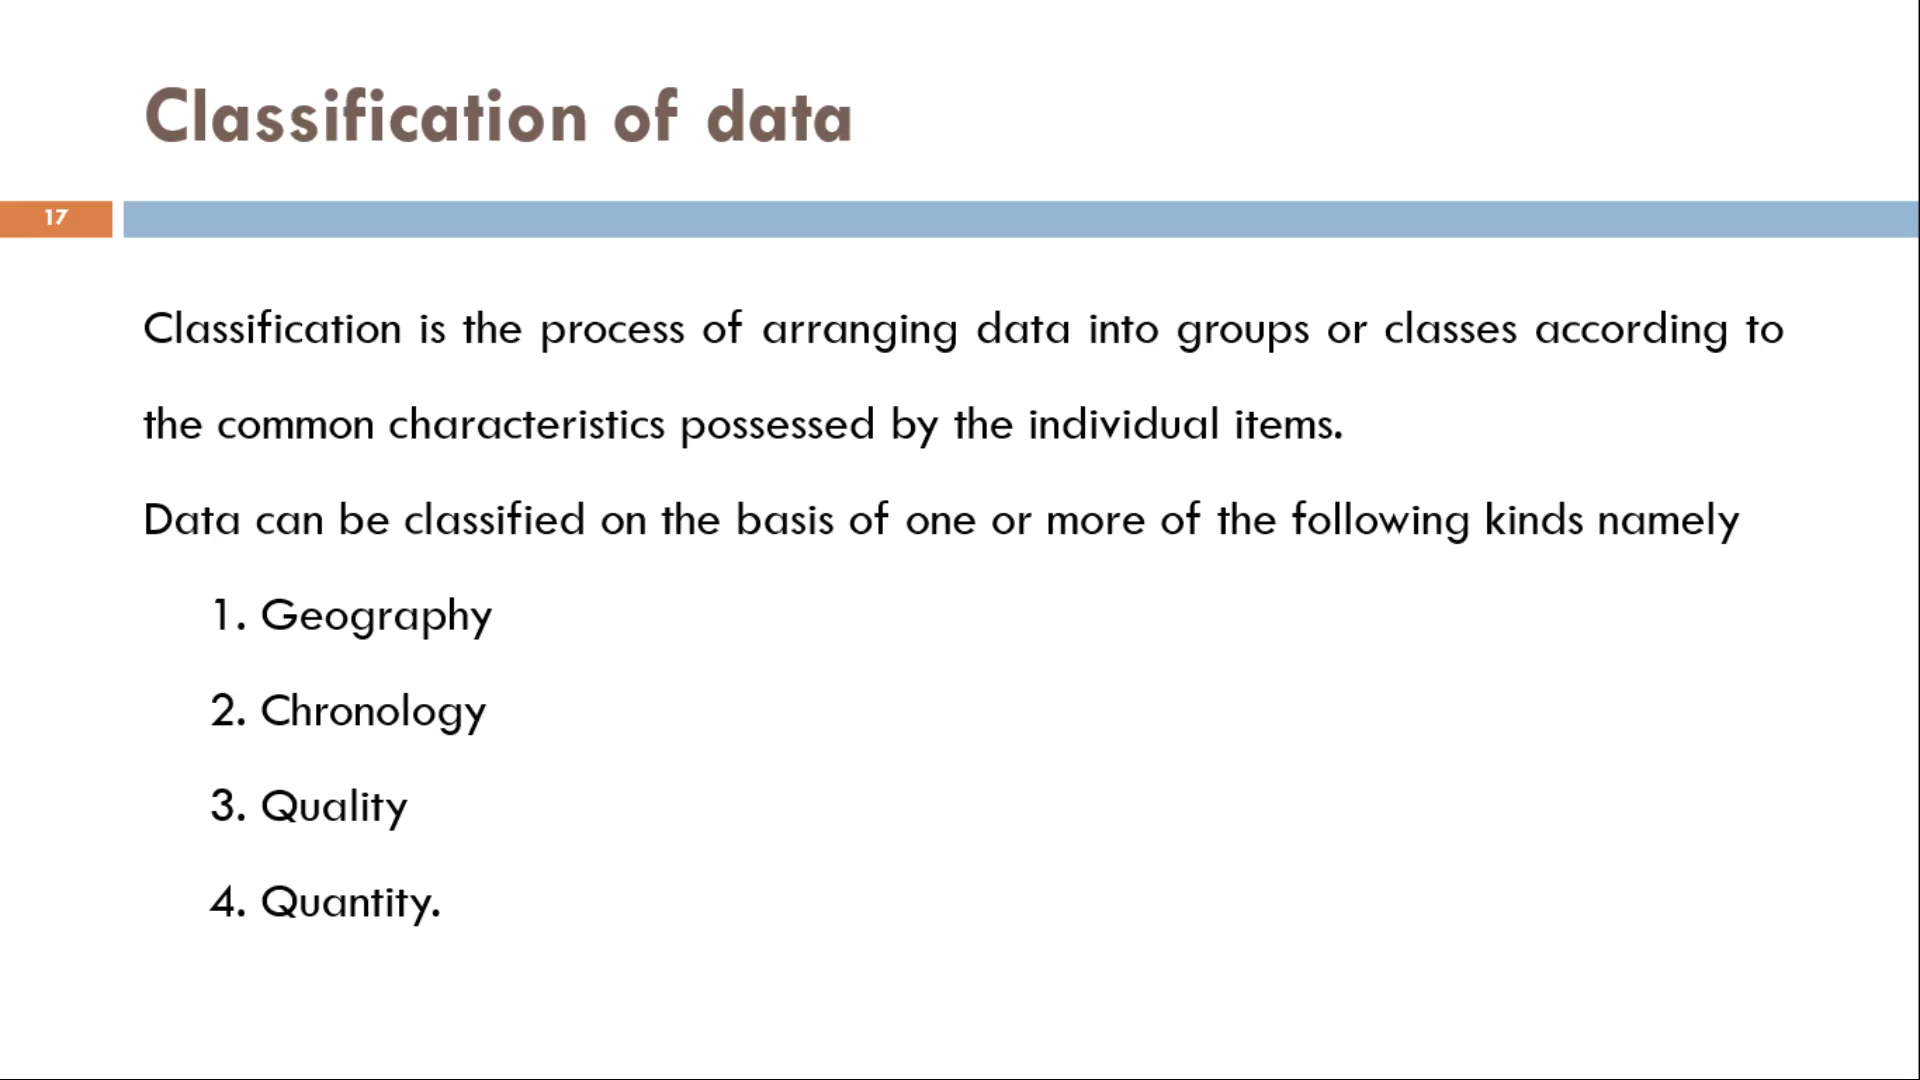 Classification of data
17
Classification is the process of arranging data into groups or classes according to
the common characteristics possessed by the individual items.
Data can be classified on the basis of one or more of the following kinds namely
1. Geography
2. Chronology
3. Quality
4. Quantity.